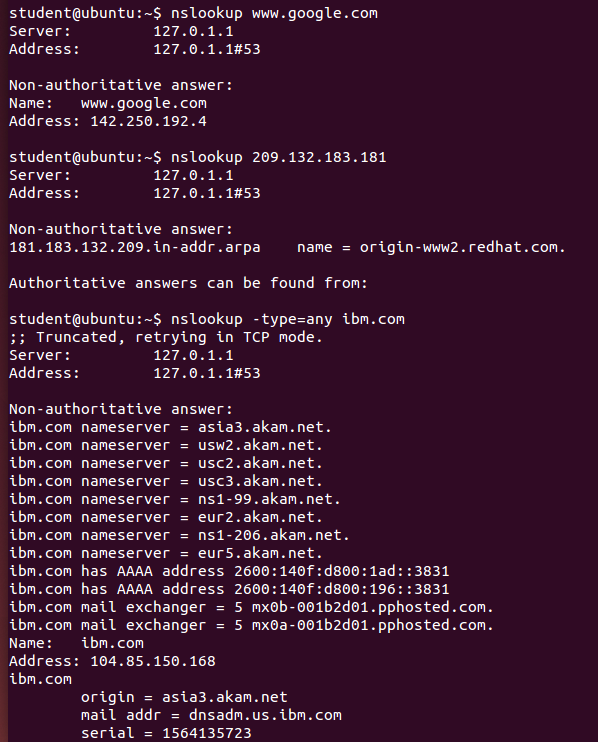 student@ubuntu:~$ nslookup www.google.com
Server:         127.0.1.1
Address:        127.0.1.1#53

Non-authoritative answer:
Name:   www.google.com
Address: 142.250.192.4

student@ubuntu:~$ nslookup 209.132.183.181
Server:         127.0.1.1
Address:        127.0.1.1#53

Non-authoritative answer:
181.183.132.209.in-addr.arpa    name = origin-www2.redhat.com.

Authoritative answers can be found from:

student@ubuntu:~$ nslookup -type=any ibm.com
;; Truncated, retrying in TCP mode.
Server:         127.0.1.1
Address:        127.0.1.1#53

Non-authoritative answer:
ibm.com nameserver = asia3.akam.net.
ibm.com nameserver = usw2.akam.net.
ibm.com nameserver = usc2.akam.net.
ibm.com nameserver = usc3.akam.net.
ibm.com nameserver = ns1-99.akam.net.
ibm.com nameserver = eur2.akam.net.
ibm.com nameserver = ns1-206.akam.net.
ibm.com nameserver = eur5.akam.net.
ibm.com has AAAA address 2600:140f:d800:1ad::3831
ibm.com has AAAA address 2600:140f:d800:196::3831
ibm.com mail exchanger = 5 mx0b-001b2d01.pphosted.com.
ibm.com mail exchanger = 5 mx0a-001b2d01.pphosted.com.
Name:   ibm.com
Address: 104.85.150.168
ibm.com
        origin = asia3.akam.net
        mail addr = dnsadm.us.ibm.com
        serial = 1564135723